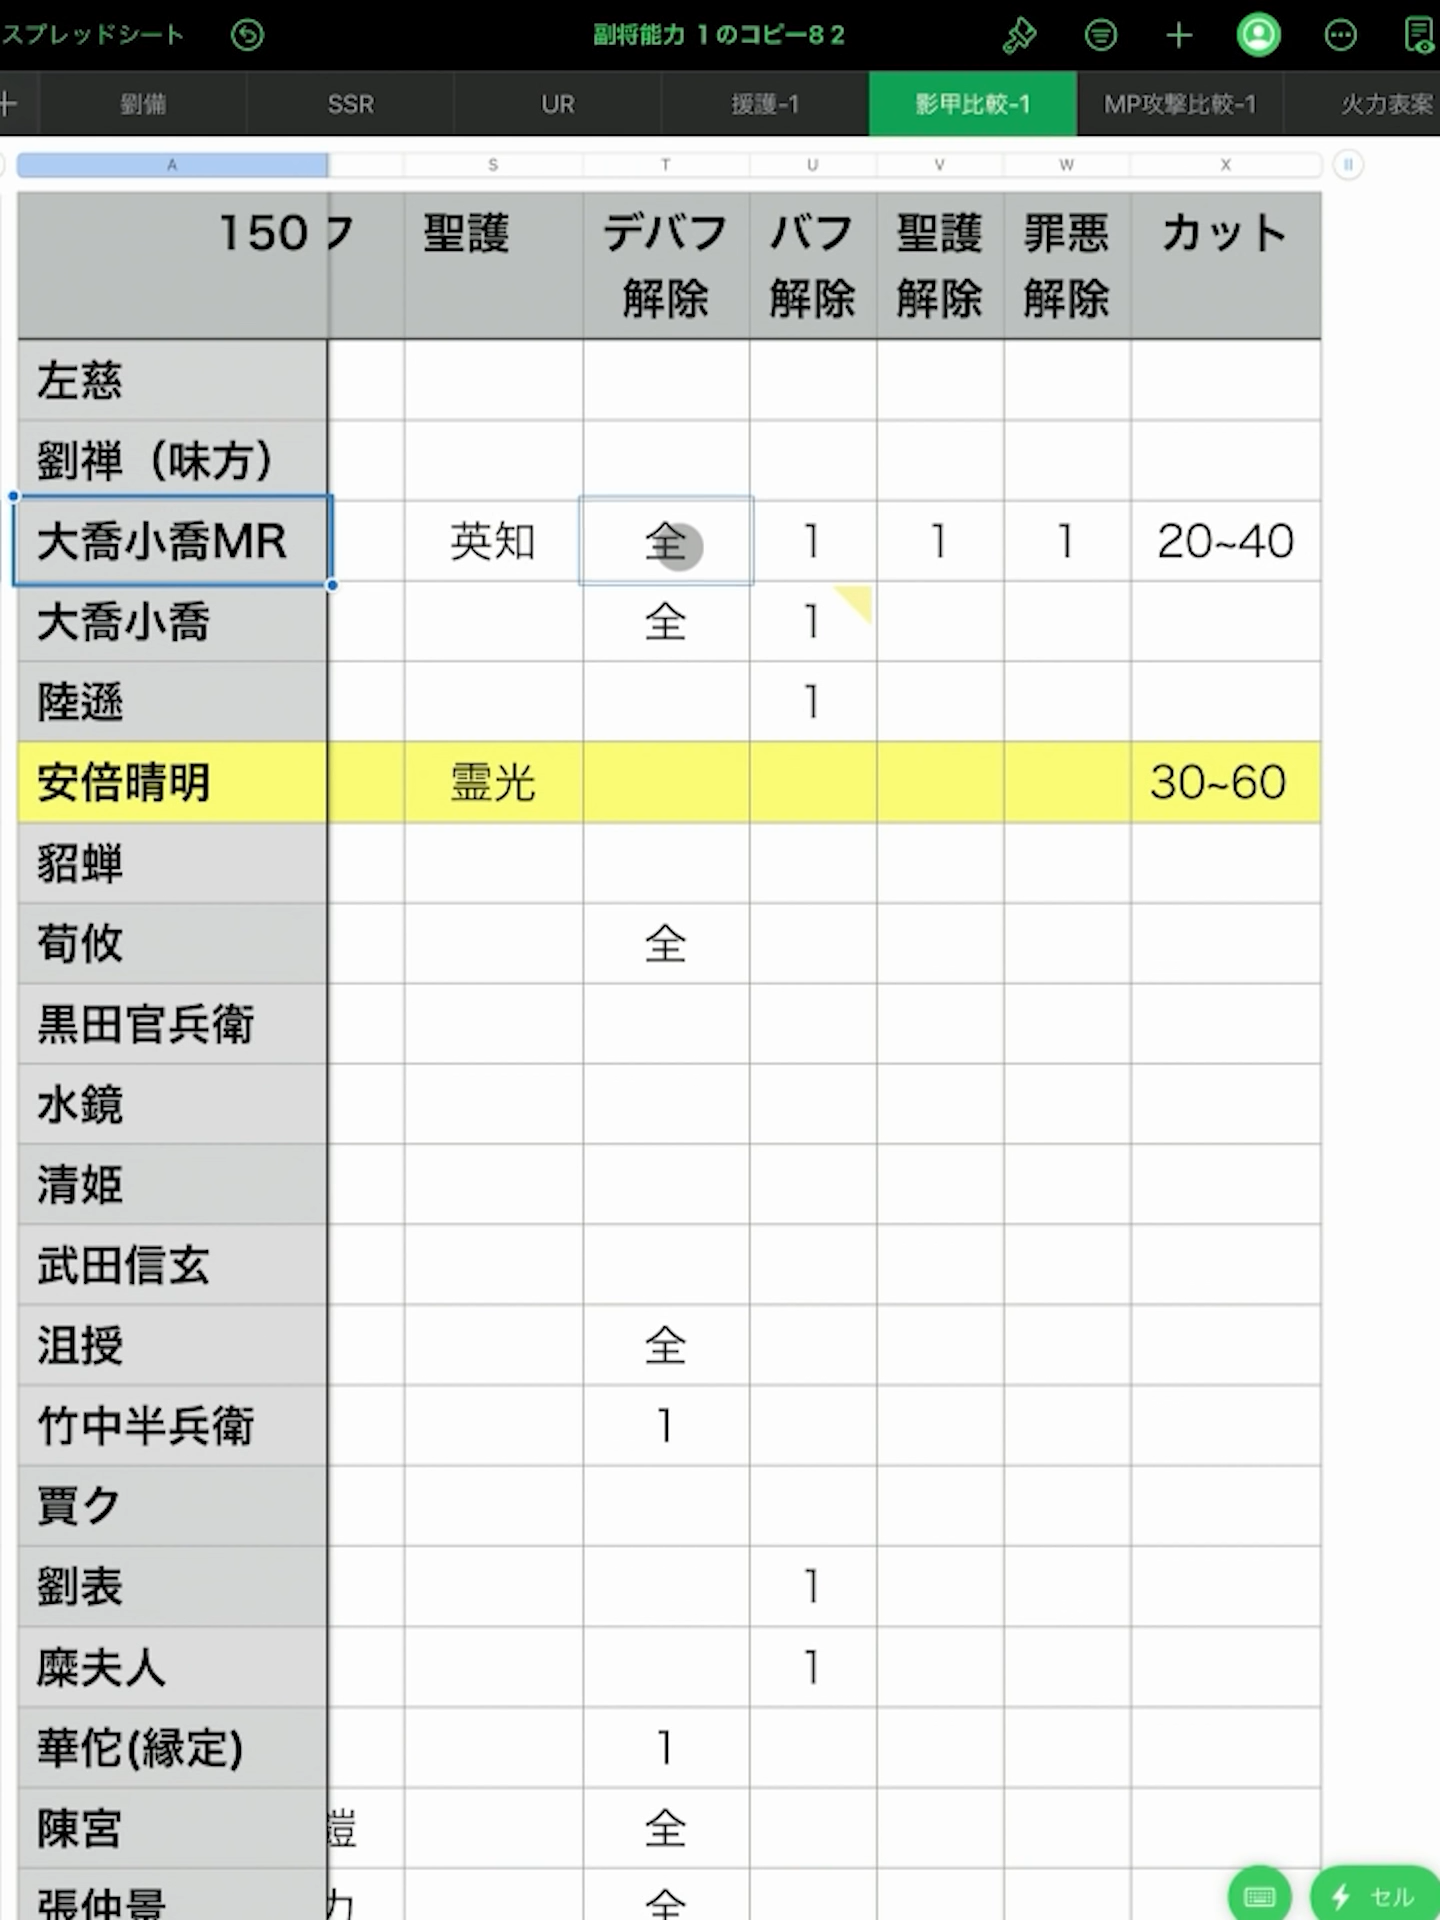 スプレッドシート 副将能力 1のコピー8 2
劉備 SSR UR 援護-1 影甲比較-1 MP攻撃比較-1 火力表案
A S T U V W X
150 フ 聖護 デバフ解除 バフ解除 聖護解除 罪悪解除 カット
左慈
劉禅（味方）
大喬小喬MR 英知 全 1 1 1 20~40
大喬小喬 全 1
陸遜 1
安倍晴明 霊光 30~60
貂蝉
荀攸 全
黒田官兵衛
水鏡
清姫
武田信玄
沮授 全
竹中半兵衛 1
賈ク
劉表 1
糜夫人 1
華佗(縁定) 1
陳宮 鎧 全
張仲景 力 全
セル